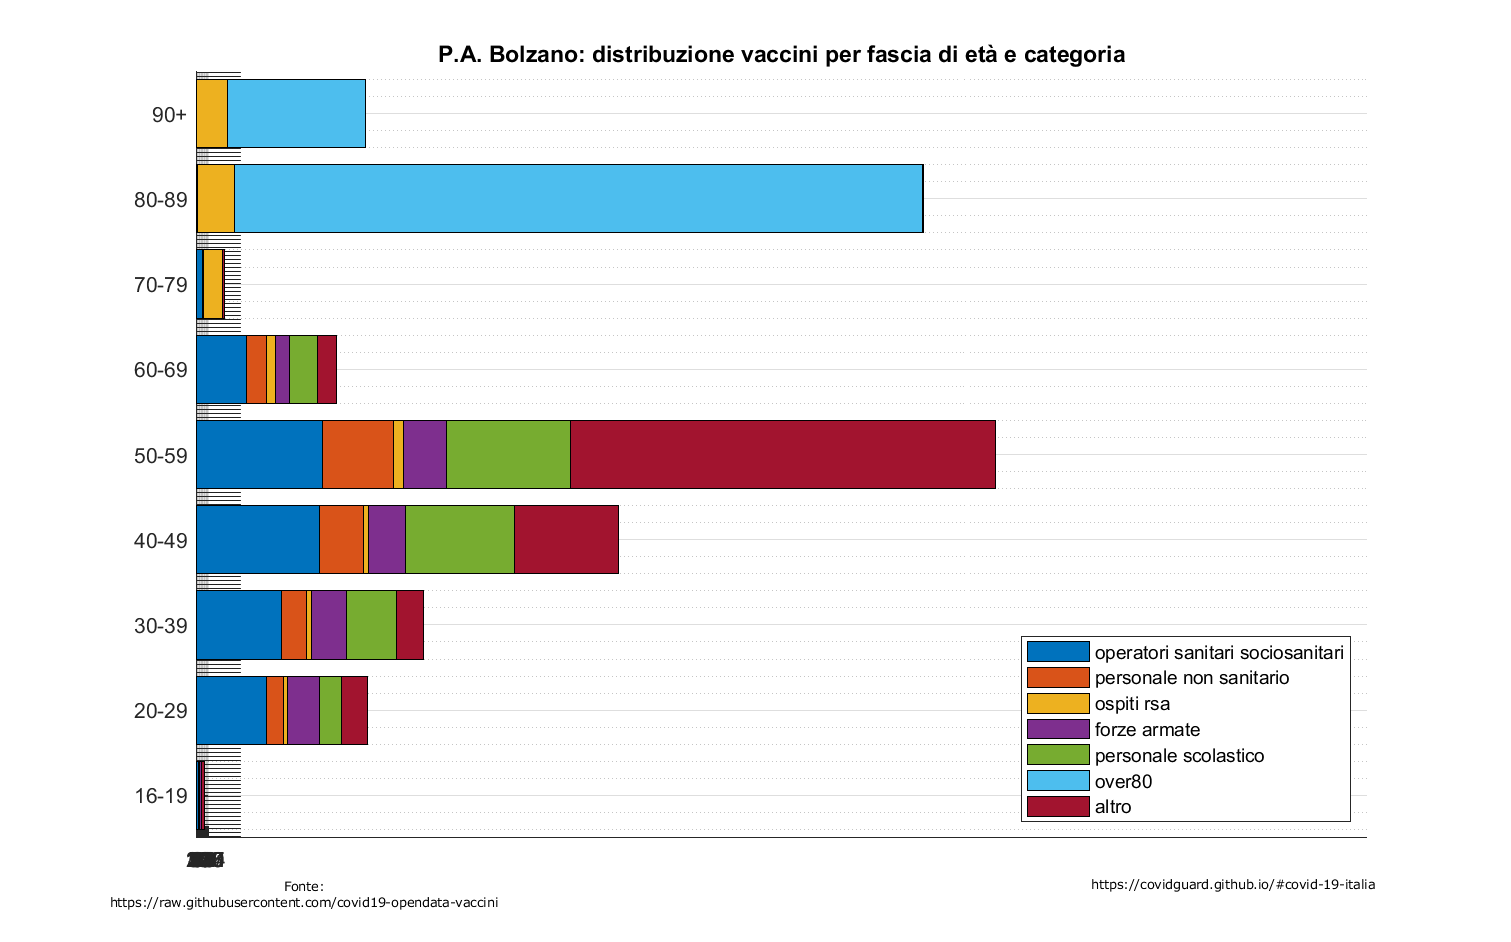 P.A. Bolzano: distribuzione vaccini per fascia di età e categoria
90+
80-89
70-79
60-69
50-59
40-49
30-39
20-29
16-19
operatori sanitari sociosanitari
personale non sanitario
ospiti rsa
forze armate
personale scolastico
over80
altro
Fonte:
https://raw.githubusercontent.com/covid19-opendata-vaccini
https://covidguard.github.io/#covid-19-italia